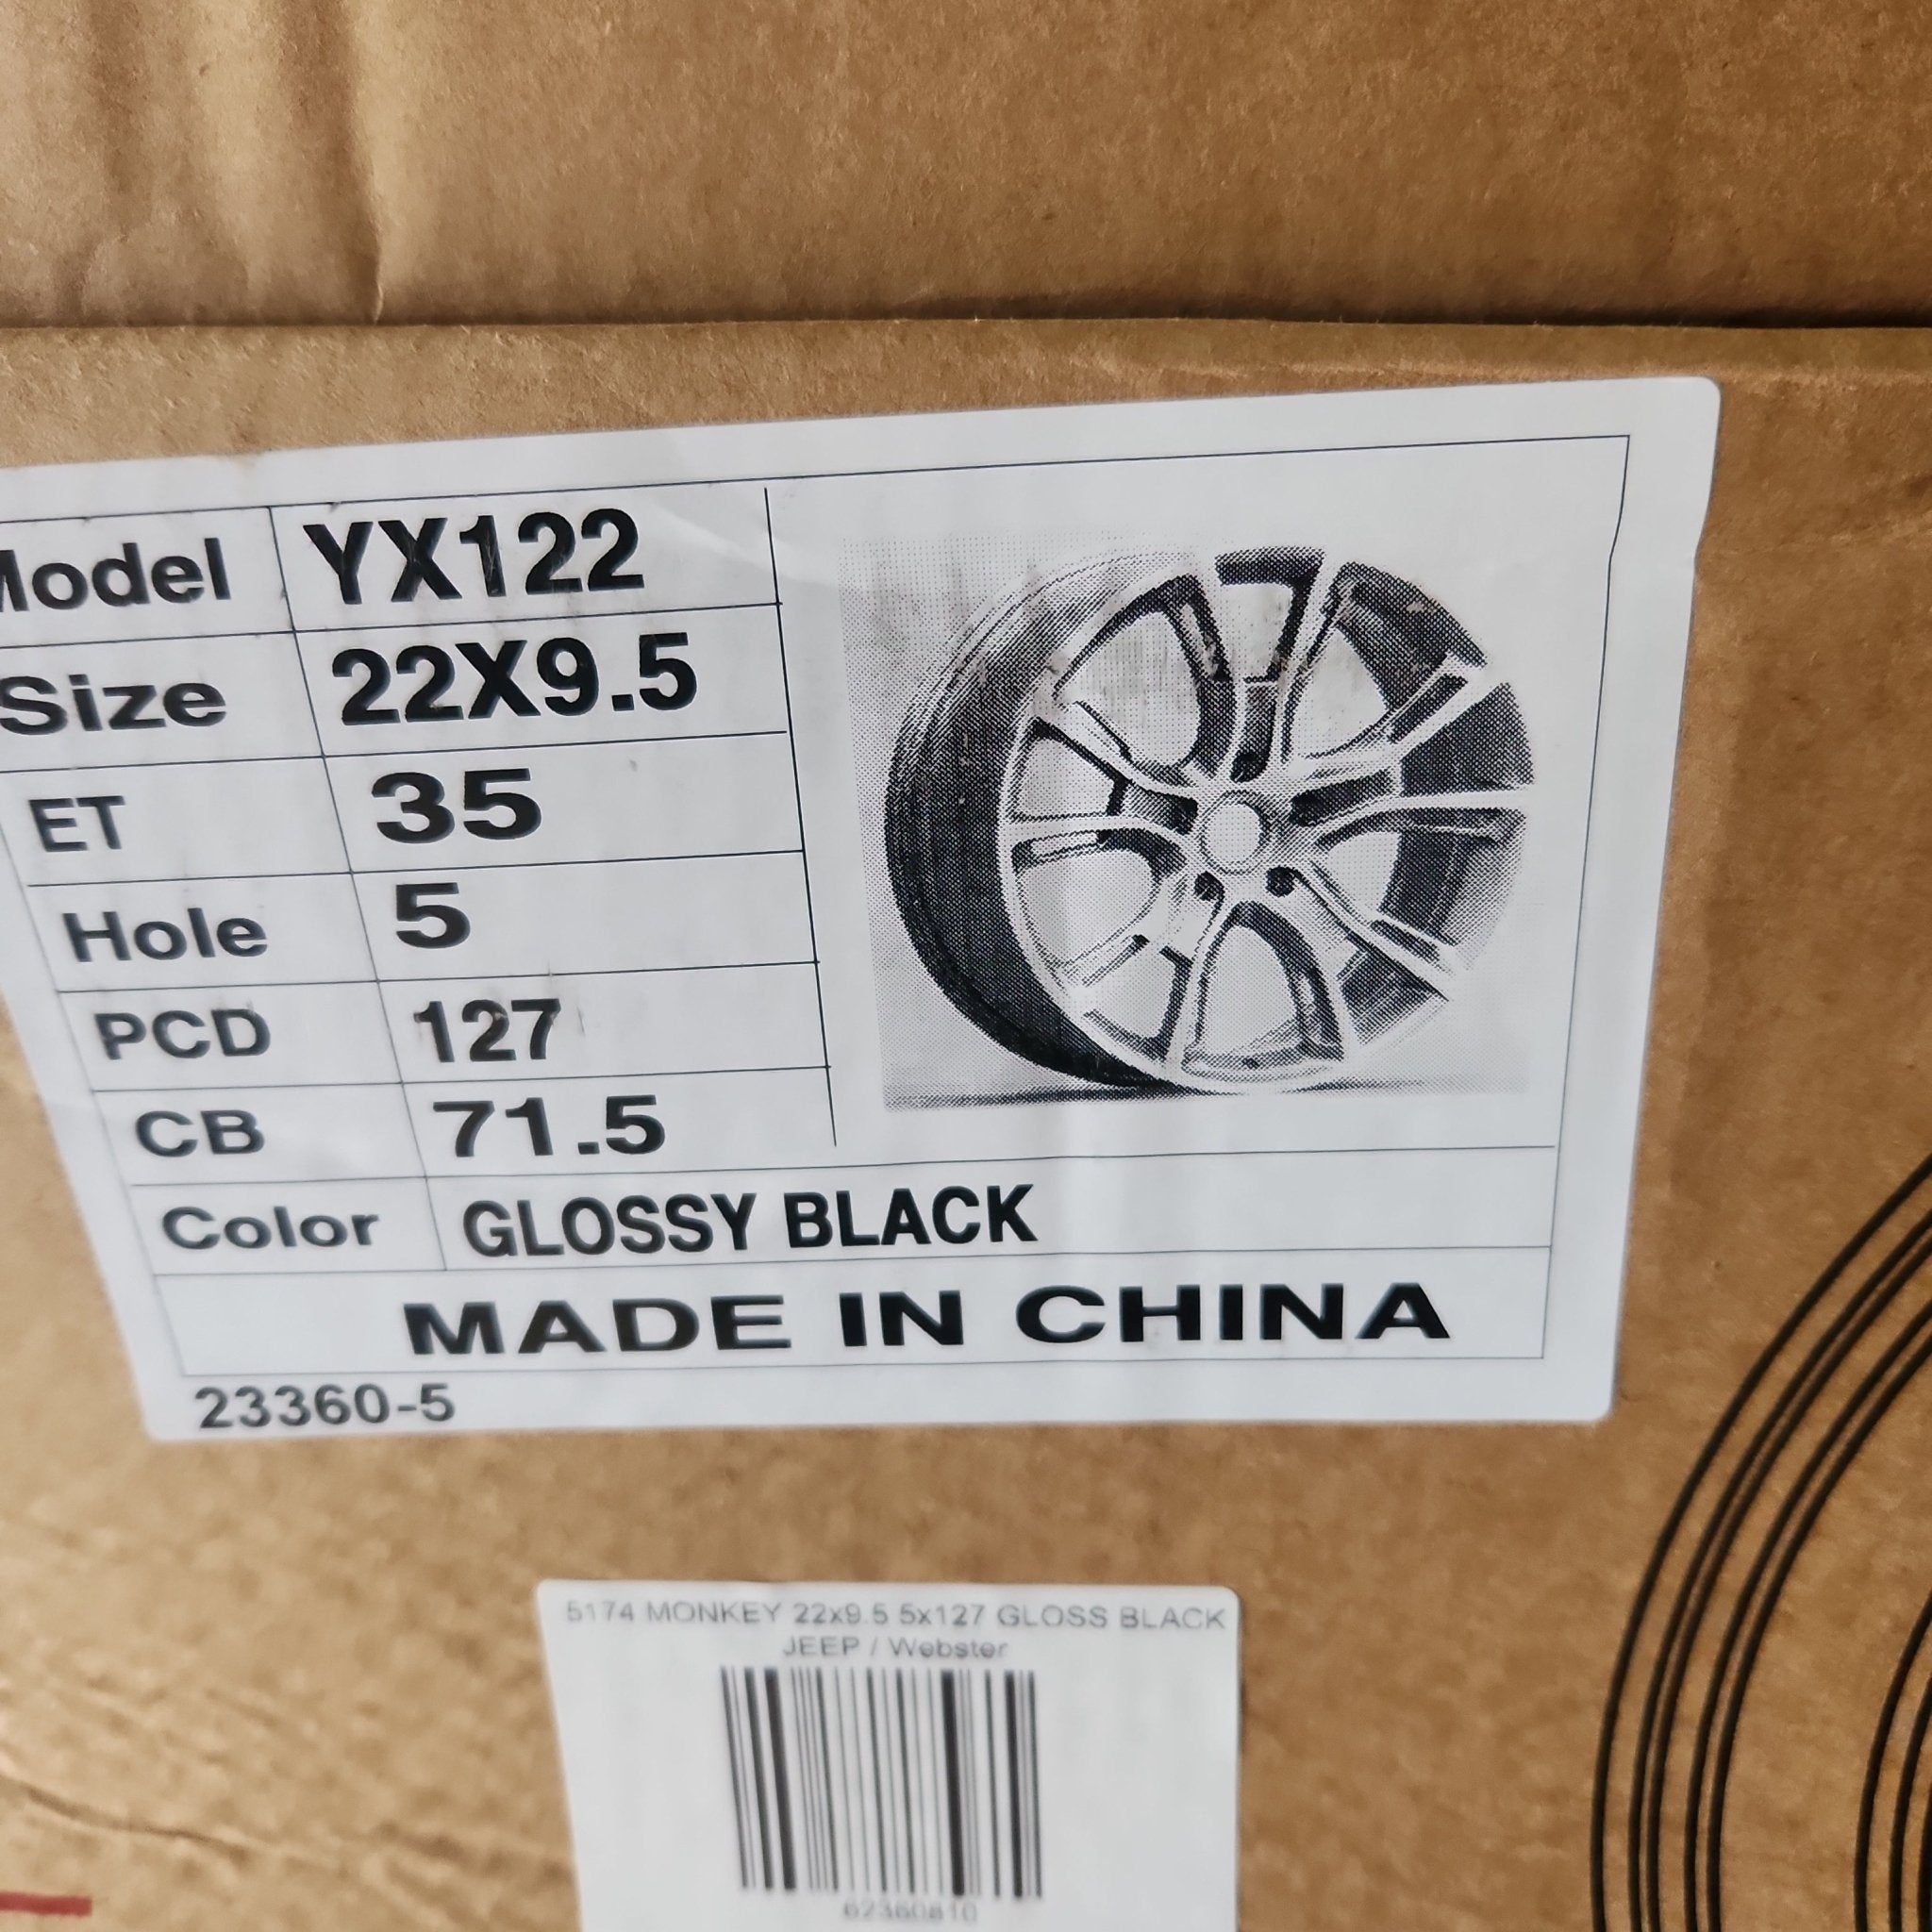 Model YX122
Size 22X9.5
ET 35
Hole 5
PCD 127
CB 71.5
Color GLOSSY BLACK
MADE IN CHINA
23360-5
5174 MONKEY 22x9.5 5x127 GLOSS BLACK
JEEP / Webster